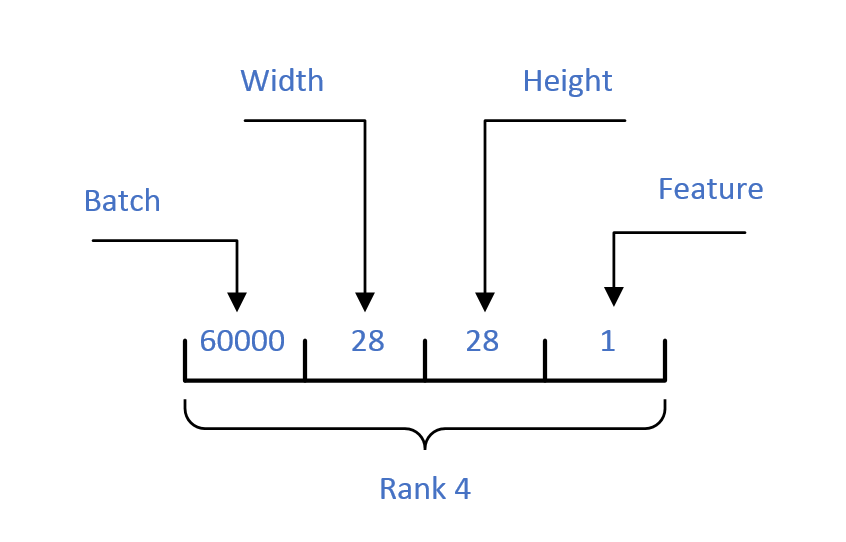 Width
Height
Batch
Feature
60000 28 28 1
Rank 4